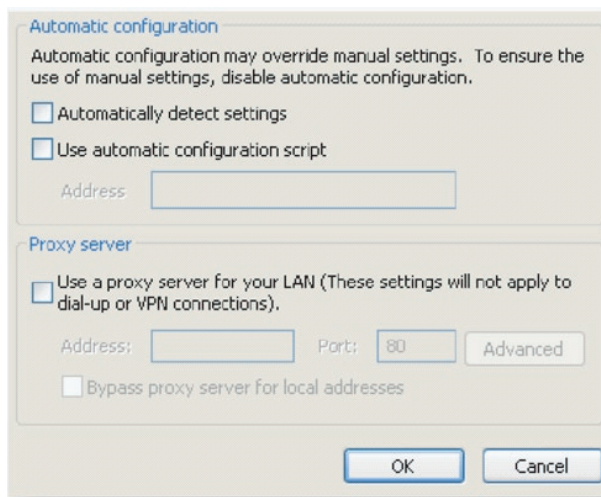 Automatic configuration
Automatic configuration may override manual settings. To ensure the
use of manual settings, disable automatic configuration.
Automatically detect settings
Use automatic configuration script
Address
Proxy server
Use a proxy server for your LAN (These settings will not apply to
dial-up or VPN connections).
Address: Port: 80 Advanced
Bypass proxy server for local addresses
OK Cancel